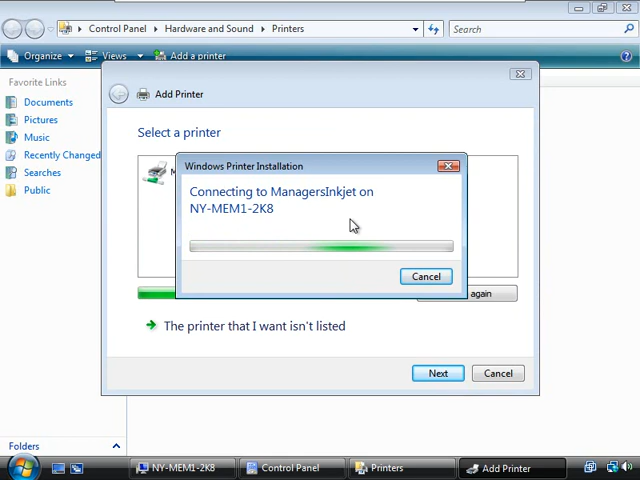 Control Panel
Hardware and Sound
Printers
Search
Organize
Views
Add a printer
Favorite Links
Documents
Pictures
Music
Recently Changed
Searches
Public
Folders
Add Printer
Select a printer
M
Windows Printer Installation
Connecting to ManagersInkjet on
NY-MEM1-2K8
Cancel
again
The printer that I want isn't listed
Next
Cancel
NY-MEM1-2K8
Control Panel
Printers
Add Printer